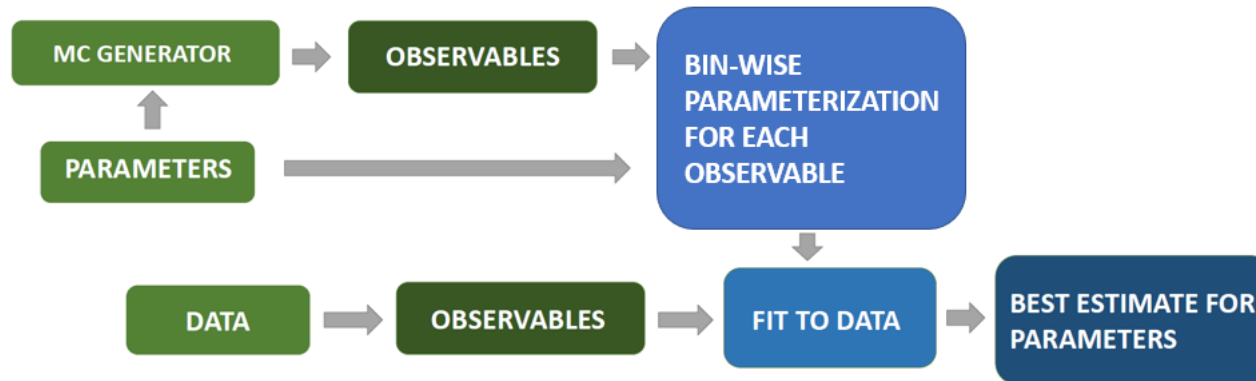 MC GENERATOR
OBSERVABLES
BIN-WISE
PARAMETERIZATION
FOR EACH
OBSERVABLE
PARAMETERS
DATA
OBSERVABLES
FIT TO DATA
BEST ESTIMATE FOR
PARAMETERS